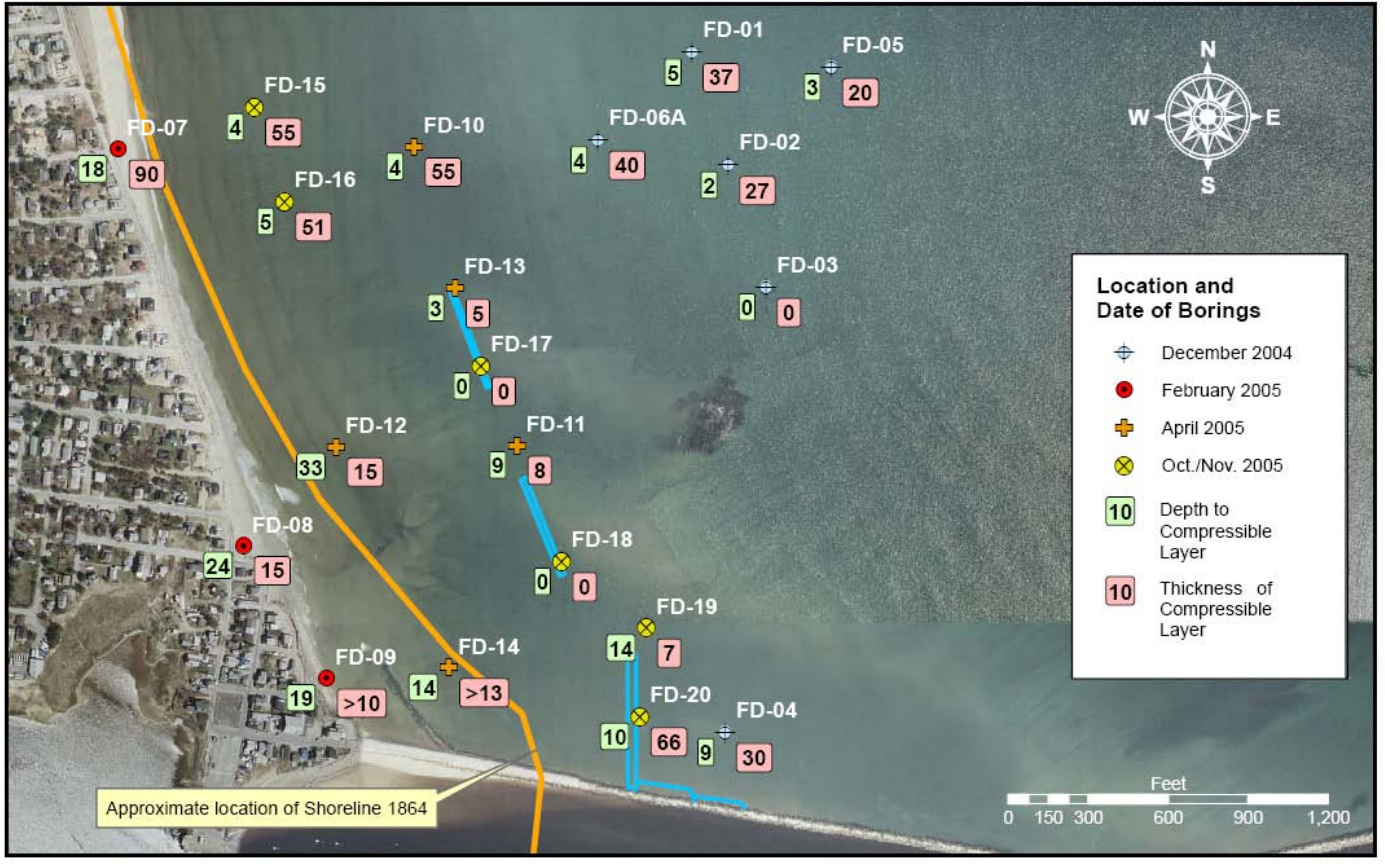 FD-01
5
37
FD-05
3
20
N
W
E
S
FD-15
4
55
FD-07
18
90
FD-10
4
55
FD-06A
4
40
FD-02
2
27
FD-16
5
51
FD-13
3
5
FD-03
0
0
FD-17
0
0
FD-12
33
15
FD-11
9
8
FD-08
24
15
FD-18
0
0
FD-19
14
7
FD-09
19
>10
FD-14
14
>13
FD-20
10
66
FD-04
9
30
Approximate location of Shoreline 1864
Location and
Date of Borings
December 2004
February 2005
April 2005
Oct./Nov. 2005
10
Depth to
Compressible
Layer
10
Thickness of
Compressible
Layer
Feet
0 150 300 600 900 1,200